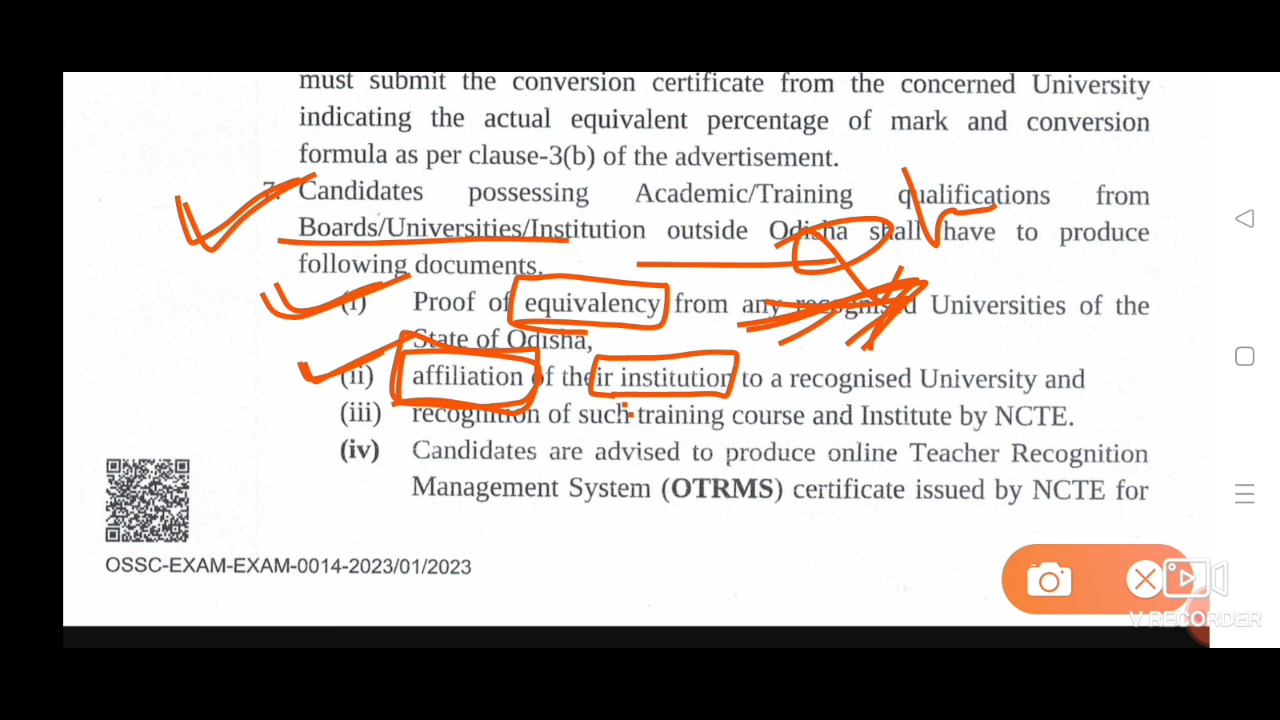 must submit the conversion certificate from the concerned University
indicating the actual equivalent percentage of mark and conversion
formula as per clause-3(b) of the advertisement.
7. Candidates possessing Academic/Training qualifications from
Boards/Universities/Institution outside Odisha shall have to produce
following documents.
(i) Proof of equivalency from any recognised Universities of the
State of Odisha,
(ii) affiliation of their institution to a recognised University and
(iii) recognition of such training course and Institute by NCTE.
(iv) Candidates are advised to produce online Teacher Recognition
Management System (OTRMS) certificate issued by NCTE for
OSSC-EXAM-EXAM-0014-2023/01/2023
V RECORDER